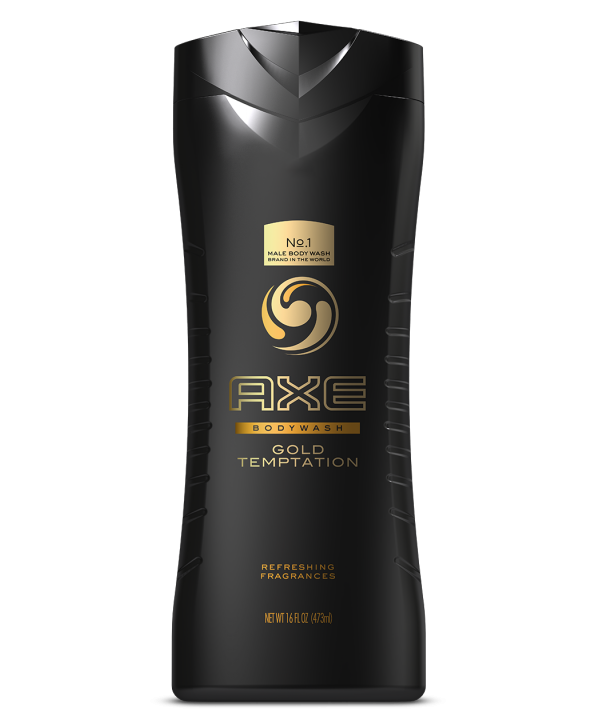 No.1
MALE BODY WASH
BRAND IN THE WORLD
AXE
BODYWASH
GOLD
TEMPTATION
REFRESHING
FRAGRANCES
NET WT 16 FL OZ (473ml)